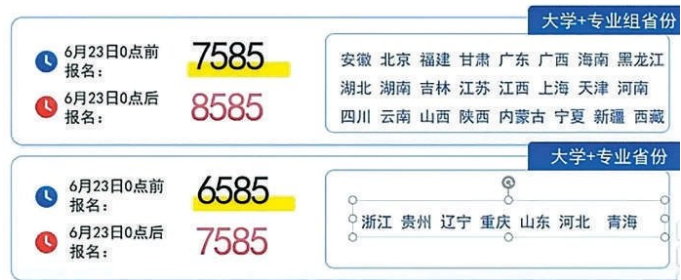 大学+专业组省份
6月23日0点前
报名：
7585
6月23日0点后
报名：
8585
安徽 北京 福建 甘肃 广东 广西 海南 黑龙江
湖北 湖南 吉林 江苏 江西 上海 天津 河南
四川 云南 山西 陕西 内蒙古 宁夏 新疆 西藏
大学+专业省份
6月23日0点前
报名：
6585
6月23日0点后
报名：
7585
浙江 贵州 辽宁 重庆 山东 河北 青海